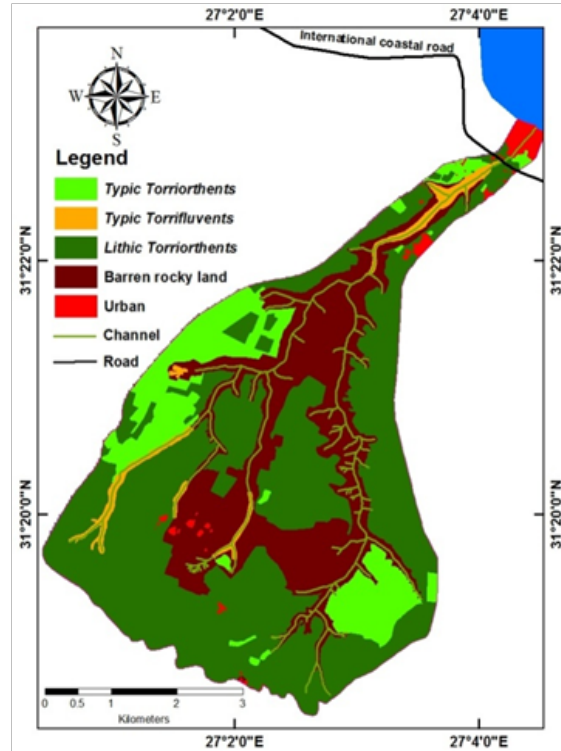 27°2'0"E 27°4'0"E
International coastal road
N
W E
S
Legend
Typic Torriorthents
Typic Torrifluvents
Lithic Torriorthents
Barren rocky land
Urban
Channel
Road
31°22'0"N 31°22'0"N
31°20'0"N 31°20'0"N
0 0.5 1 2 3
Kilometers
27°2'0"E 27°4'0"E